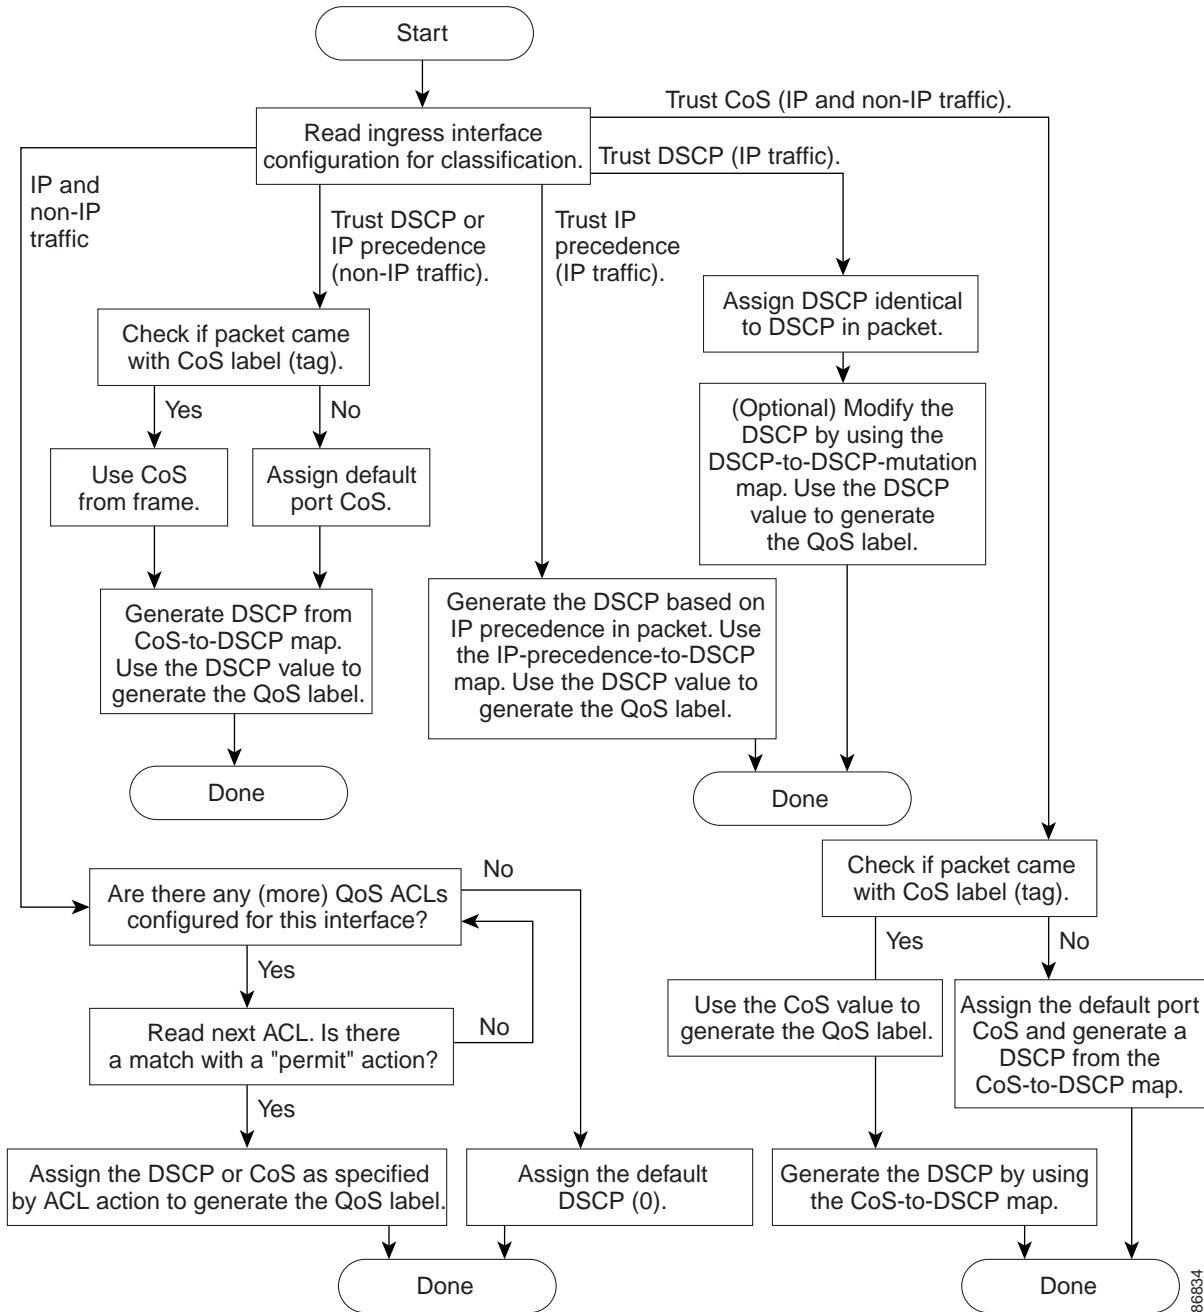 Start
Trust CoS (IP and non-IP traffic).
Read ingress interface
configuration for classification.
Trust DSCP (IP traffic).
IP and
non-IP
traffic
Trust DSCP or
IP precedence
(non-IP traffic).
Trust IP
precedence
(IP traffic).
Assign DSCP identical
to DSCP in packet.
Check if packet came
with CoS label (tag).
Yes
No
(Optional) Modify the
DSCP by using the
DSCP-to-DSCP-mutation
map. Use the DSCP
value to generate
the QoS label.
Use CoS
from frame.
Assign default
port CoS.
Generate DSCP from
CoS-to-DSCP map.
Use the DSCP value to
generate the QoS label.
Generate the DSCP based on
IP precedence in packet. Use
the IP-precedence-to-DSCP
map. Use the DSCP value to
generate the QoS label.
Done
Done
Are there any (more) QoS ACLs
configured for this interface?
No
Check if packet came
with CoS label (tag).
Yes
Yes
No
Read next ACL. Is there
a match with a "permit" action?
No
Use the CoS value to
generate the QoS label.
Assign the default port
CoS and generate a
DSCP from the
CoS-to-DSCP map.
Yes
Assign the DSCP or CoS as specified
by ACL action to generate the QoS label.
Assign the default
DSCP (0).
Generate the DSCP by using
the CoS-to-DSCP map.
Done
Done
86834